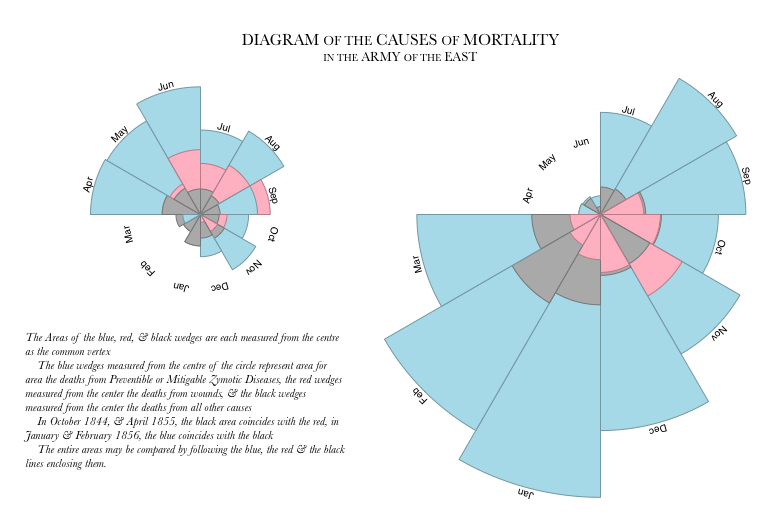 DIAGRAM OF THE CAUSES OF MORTALITY
IN THE ARMY OF THE EAST
Jun
May
Apr
Jul
Aug
Sep
Oct
Nov
Dec
Jan
Feb
Mar
Jun
May
Apr
Jul
Aug
Sep
Oct
Nov
Dec
Jan
Feb
Mar
The Areas of the blue, red, & black wedges are each measured from the centre
as the common vertex
The blue wedges measured from the centre of the circle represent area for
area the deaths from Preventible or Mitigable Zymotic Diseases, the red wedges
measured from the center the deaths from wounds, & the black wedges
measured from the center the deaths from all other causes
In October 1844, & April 1855, the black area coincides with the red, in
January & February 1856, the blue coincides with the black
The entire areas may be compared by following the blue, the red & the black
lines enclosing them.